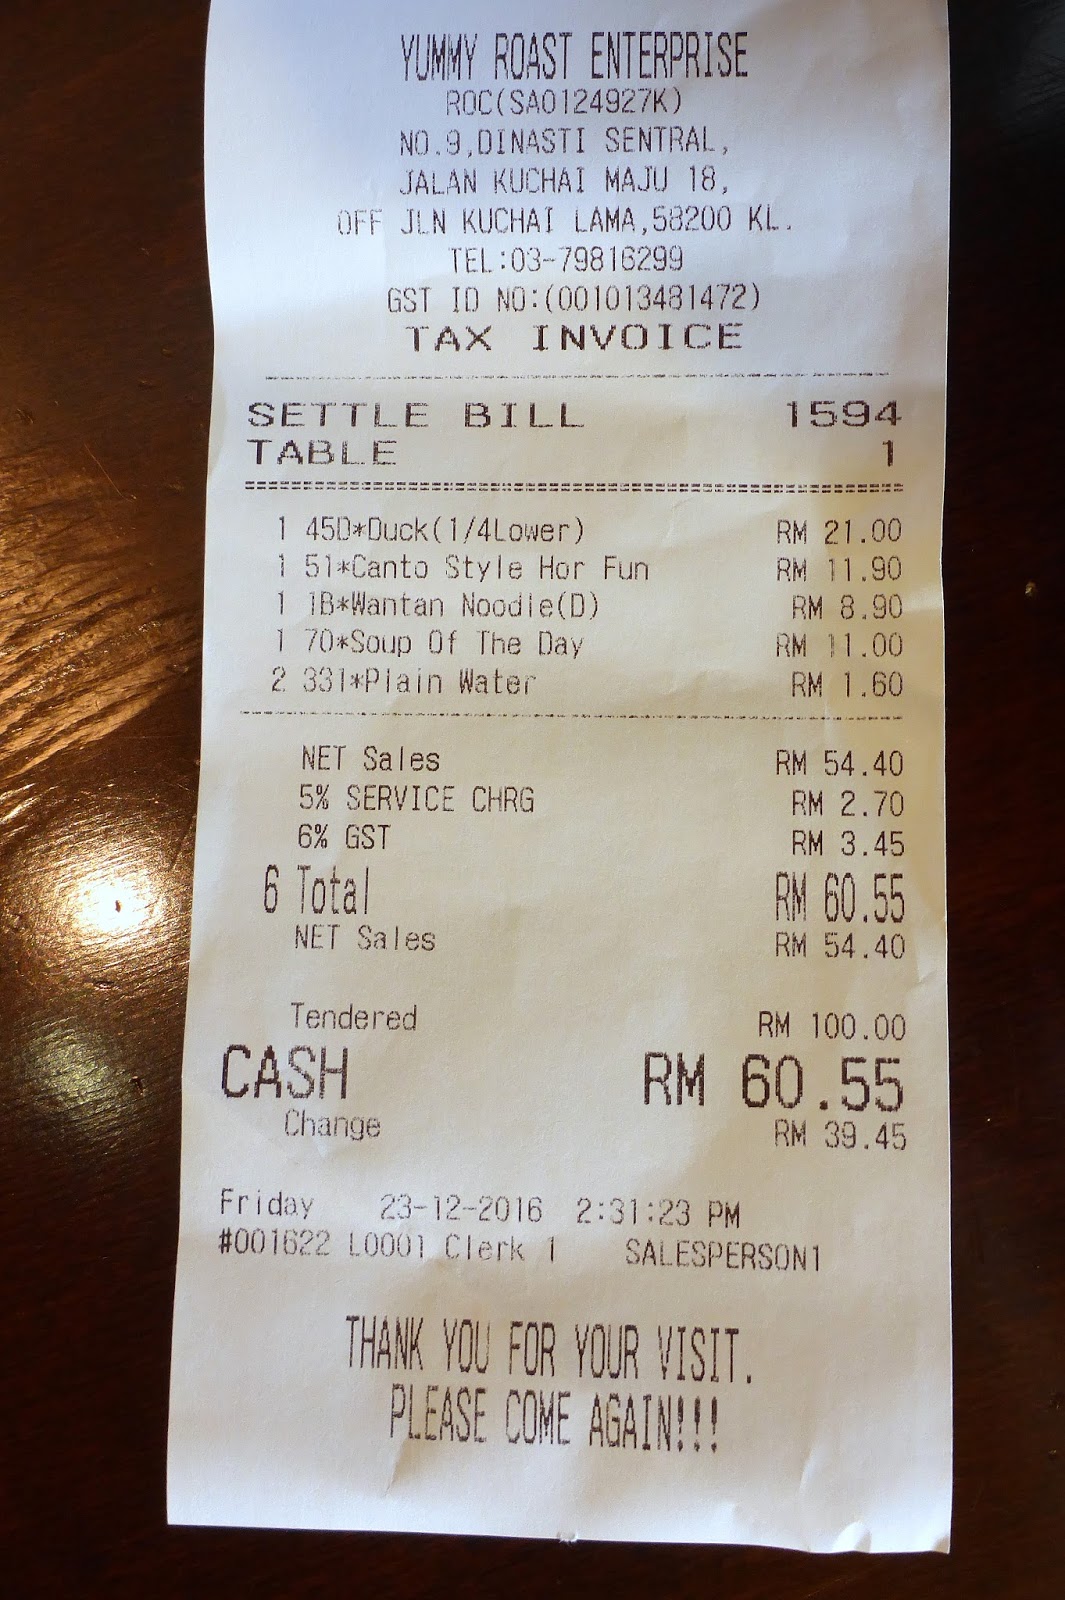 YUMMY ROAST ENTERPRISE
ROC(SA0124927K)
NO.9,DINASTI SENTRAL,
JALAN KUCHAI MAJU 18,
OFF JLN KUCHAI LAMA,58200 KL.
TEL:03-79816299
GST ID NO:(001013481472)
TAX INVOICE
SETTLE BILL 1594
TABLE 1
1 45D*Duck(1/4Lower) RM 21.00
1 51*Canto Style Hor Fun RM 11.90
1 1B*Wantan Noodle(D) RM 8.90
1 70*Soup Of The Day RM 11.00
2 331*Plain Water RM 1.60
NET Sales RM 54.40
5% SERVICE CHRG RM 2.70
6% GST RM 3.45
6 Total RM 60.55
NET Sales RM 54.40
Tendered RM 100.00
CASH RM 60.55
Change RM 39.45
Friday 23-12-2016 2:31:23 PM
#001622 L0001 Clerk 1 SALESPERSON1
THANK YOU FOR YOUR VISIT.
PLEASE COME AGAIN!!!